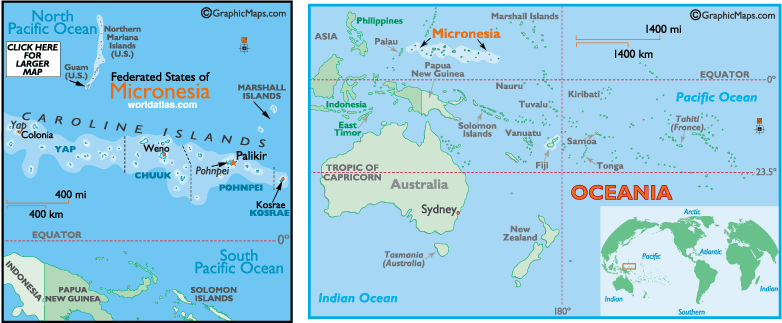 © GraphicMaps.com
North
Pacific Ocean
Northern
Mariana
Islands
(U.S.)
CLICK HERE
FOR
LARGER
MAP
Guam
(U.S.)
Federated States of
Micronesia
worldatlas.com
MARSHALL
ISLANDS
CAROLINE ISLANDS
Yap
Colonia
YAP
Weno
CHUUK
Palikir
Pohnpei
POHNPEI
Kosrae
KOSRAE
400 mi
400 km
EQUATOR
0°
South
Pacific Ocean
INDONESIA
PAPUA
NEW GUINEA
SOLOMON
ISLANDS
© GraphicMaps.com
Philippines
Marshall Islands
ASIA
Palau
Micronesia
1400 mi
1400 km
Papua
New Guinea
EQUATOR
0°
Nauru
Kiribati
Pacific Ocean
Indonesia
East
Timor
Tuvalu
Solomon
Islands
Vanuatu
Samoa
Tahiti
(France)
Fiji
Tonga
TROPIC OF
CAPRICORN
23.5°
Australia
OCEANIA
Sydney
New
Zealand
Tasmania
(Australia)
Indian Ocean
180°
Arctic
Pacific
Atlantic
Indian
Indian
Southern